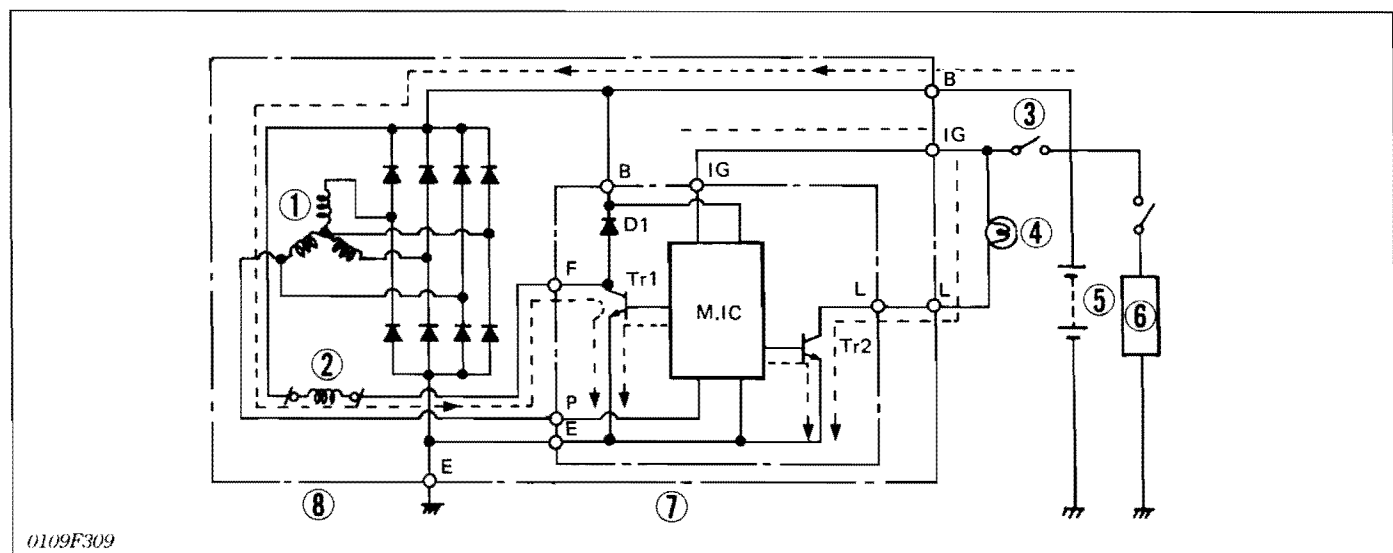 B
③
IG
①
B
IG
D1
④
F
Tr1
M.IC
L
L
⑤
⑥
②
Tr2
P
E
E
⑧
⑦
0109F309